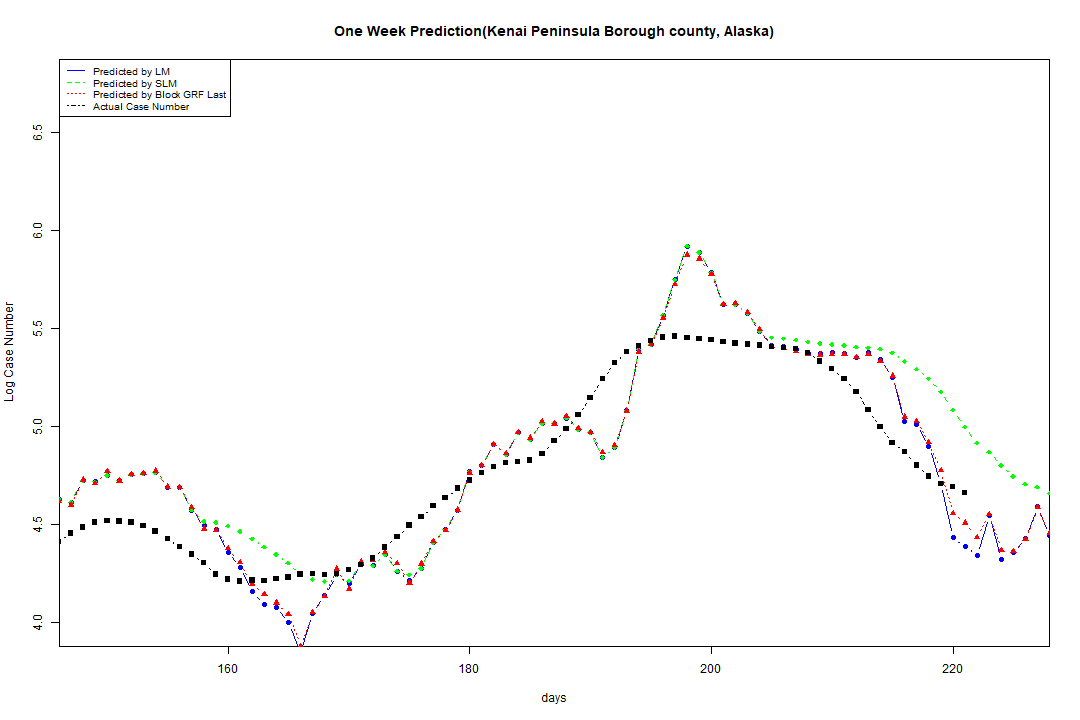 One Week Prediction(Kenai Peninsula Borough county, Alaska)
Predicted by LM
Predicted by SLM
Predicted by Block GRF Last
Actual Case Number
Log Case Number
6.5
6.0
5.5
5.0
4.5
4.0
160 180 200 220
days